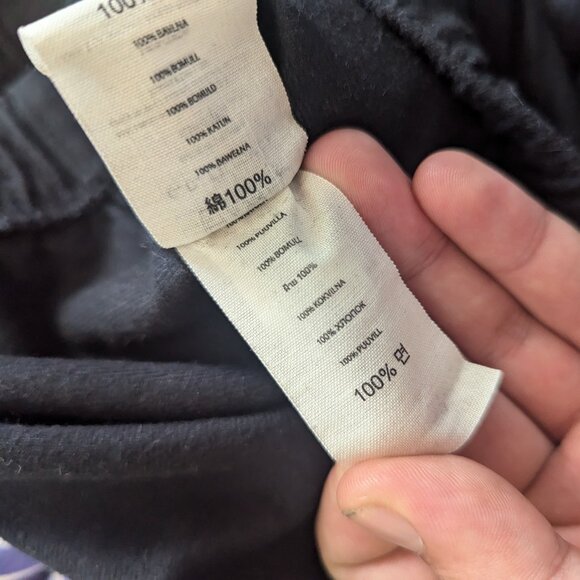 100%
100% BAVLNA
100% BOMULL
100% BOMULD
100% KATUN
100% BAWEŁNA
綿100%
100% PUUVILLA
100% BOMULL
ฝ้าย 100%
100% KOKVILNA
100% ХЛОПОК
100% PUUVILL
100% 면